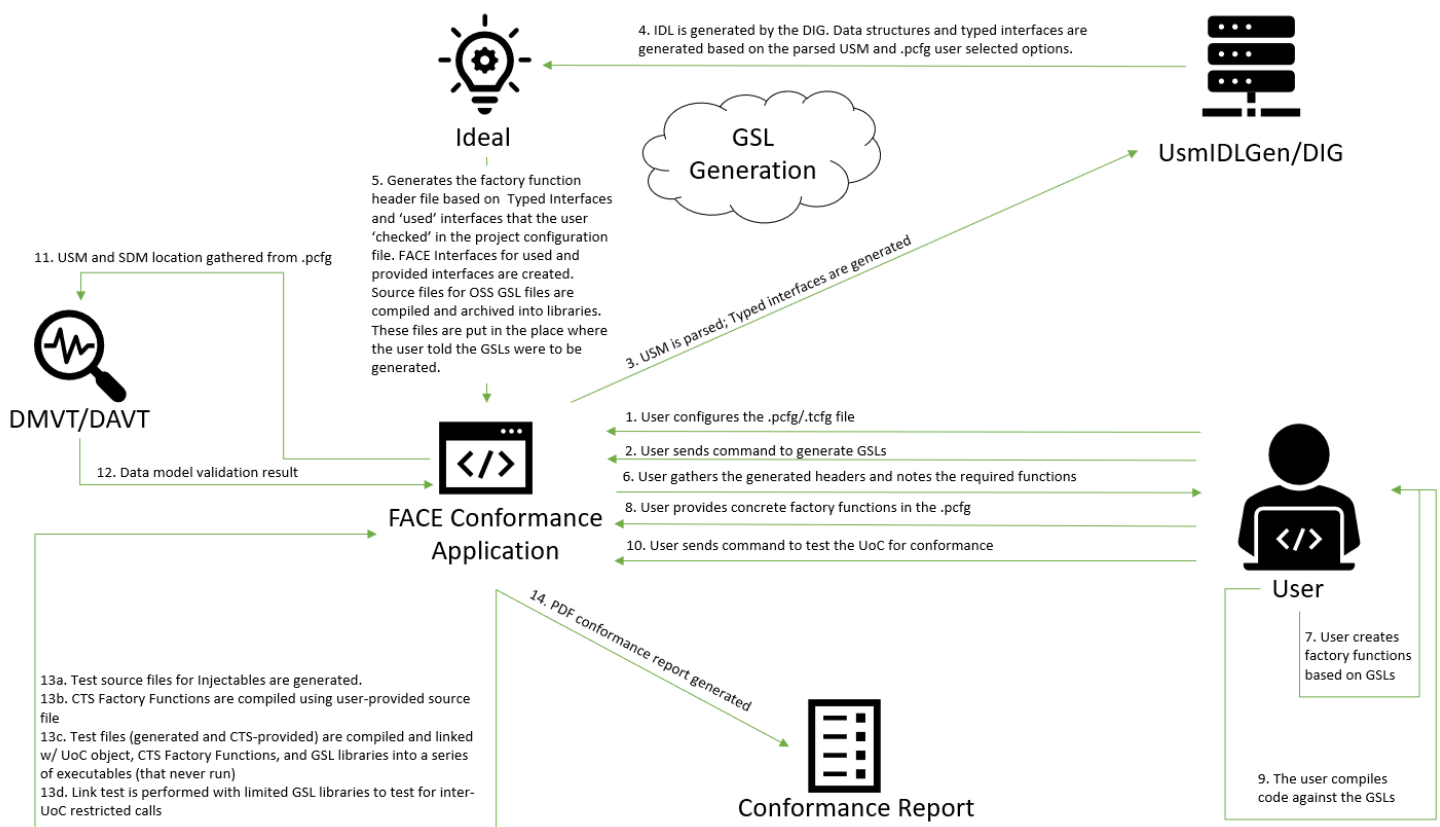 4. IDL is generated by the DIG. Data structures and typed interfaces are
generated based on the parsed USM and .pcfg user selected options.
Ideal
GSL
Generation
UsmIDLGen/DIG
5. Generates the factory function
header file based on  Typed Interfaces
and ‘used’ interfaces that the user
‘checked’ in the project configuration
file. FACE Interfaces for used and
provided interfaces are created.
Source files for OSS GSL files are
compiled and archived into libraries.
These files are put in the place where
the user told the GSLs were to be
generated.
11. USM and SDM location gathered from .pcfg
3. USM is parsed; Typed interfaces are generated
DMVT/DAVT
12. Data model validation result
FACE Conformance
Application
1. User configures the .pcfg/.tcfg file
2. User sends command to generate GSLs
6. User gathers the generated headers and notes the required functions
8. User provides concrete factory functions in the .pcfg
10. User sends command to test the UoC for conformance
User
7. User creates
factory functions
based on GSLs
9. The user compiles
code against the GSLs
14. PDF conformance report generated
13a. Test source files for Injectables are generated.
13b. CTS Factory Functions are compiled using user-provided source
file
13c. Test files (generated and CTS-provided) are compiled and linked
w/ UoC object, CTS Factory Functions, and GSL libraries into a series
of executables (that never run)
13d. Link test is performed with limited GSL libraries to test for inter-
UoC restricted calls
Conformance Report